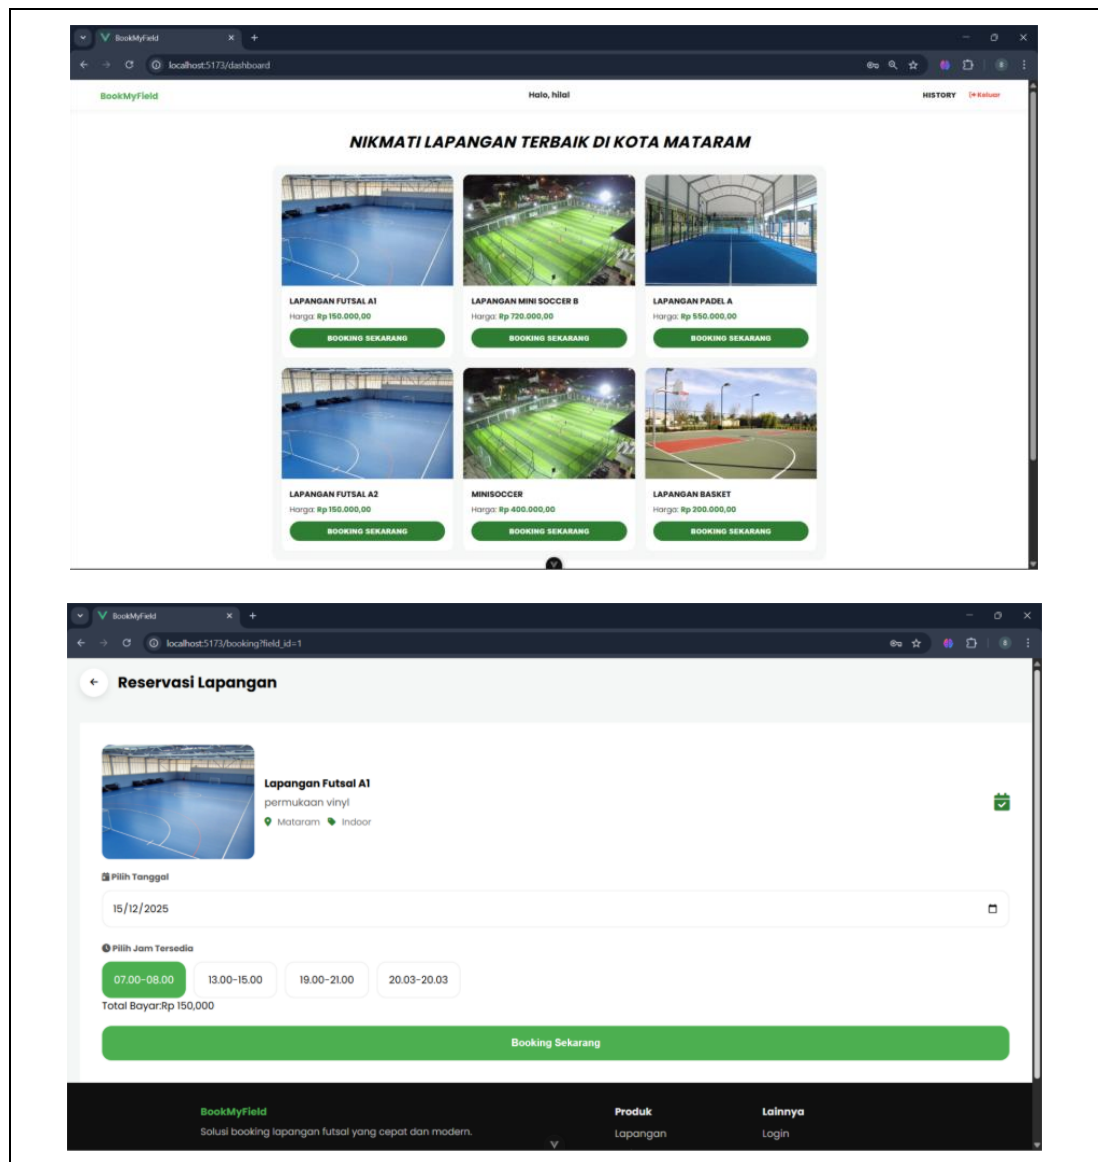 BookMyField
localhost:5173/dashboard
BookMyField
Halo, hilal
HISTORY
Keluar
NIKMATI LAPANGAN TERBAIK DI KOTA MATARAM
LAPANGAN FUTSAL A1
Harga: Rp 150.000,00
BOOKING SEKARANG
LAPANGAN MINI SOCCER B
Harga: Rp 720.000,00
BOOKING SEKARANG
LAPANGAN PADEL A
Harga: Rp 550.000,00
BOOKING SEKARANG
LAPANGAN FUTSAL A2
Harga: Rp 150.000,00
BOOKING SEKARANG
MINISOCCER
Harga: Rp 400.000,00
BOOKING SEKARANG
LAPANGAN BASKET
Harga: Rp 200.000,00
BOOKING SEKARANG
BookMyField
localhost:5173/booking?field_id=1
Reservasi Lapangan
Lapangan Futsal A1
permukaan vinyl
Mataram Indoor
Pilih Tanggal
15/12/2025
Pilih Jam Tersedia
07.00-08.00
13.00-15.00
19.00-21.00
20.03-20.03
Total Bayar:Rp 150,000
Booking Sekarang
BookMyField
Solusi booking lapangan futsal yang cepat dan modern.
Produk
Lapangan
Lainnya
Login